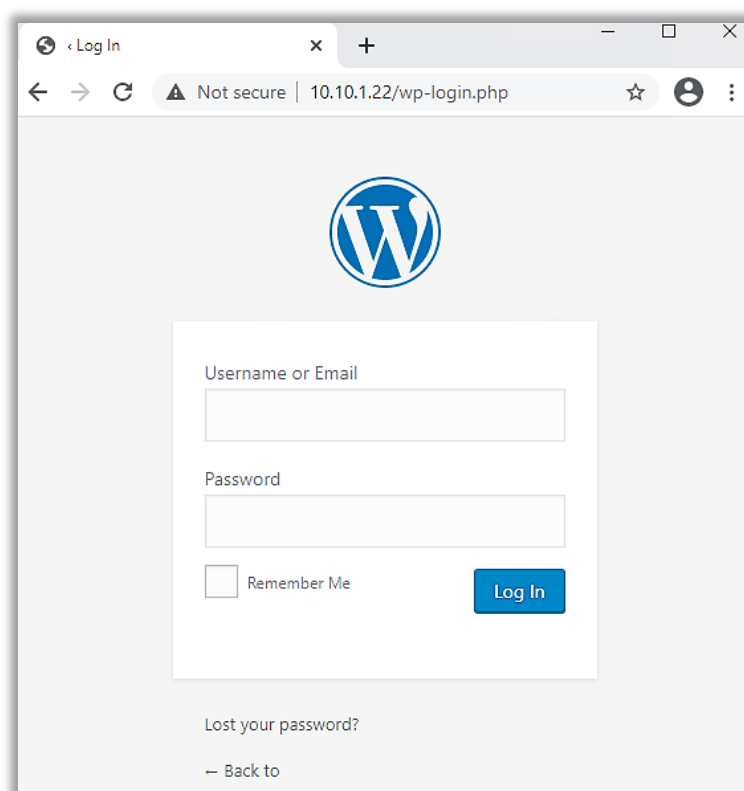 ‹ Log In
Not secure | 10.10.1.22/wp-login.php
Username or Email
Password
Remember Me
Log In
Lost your password?
← Back to